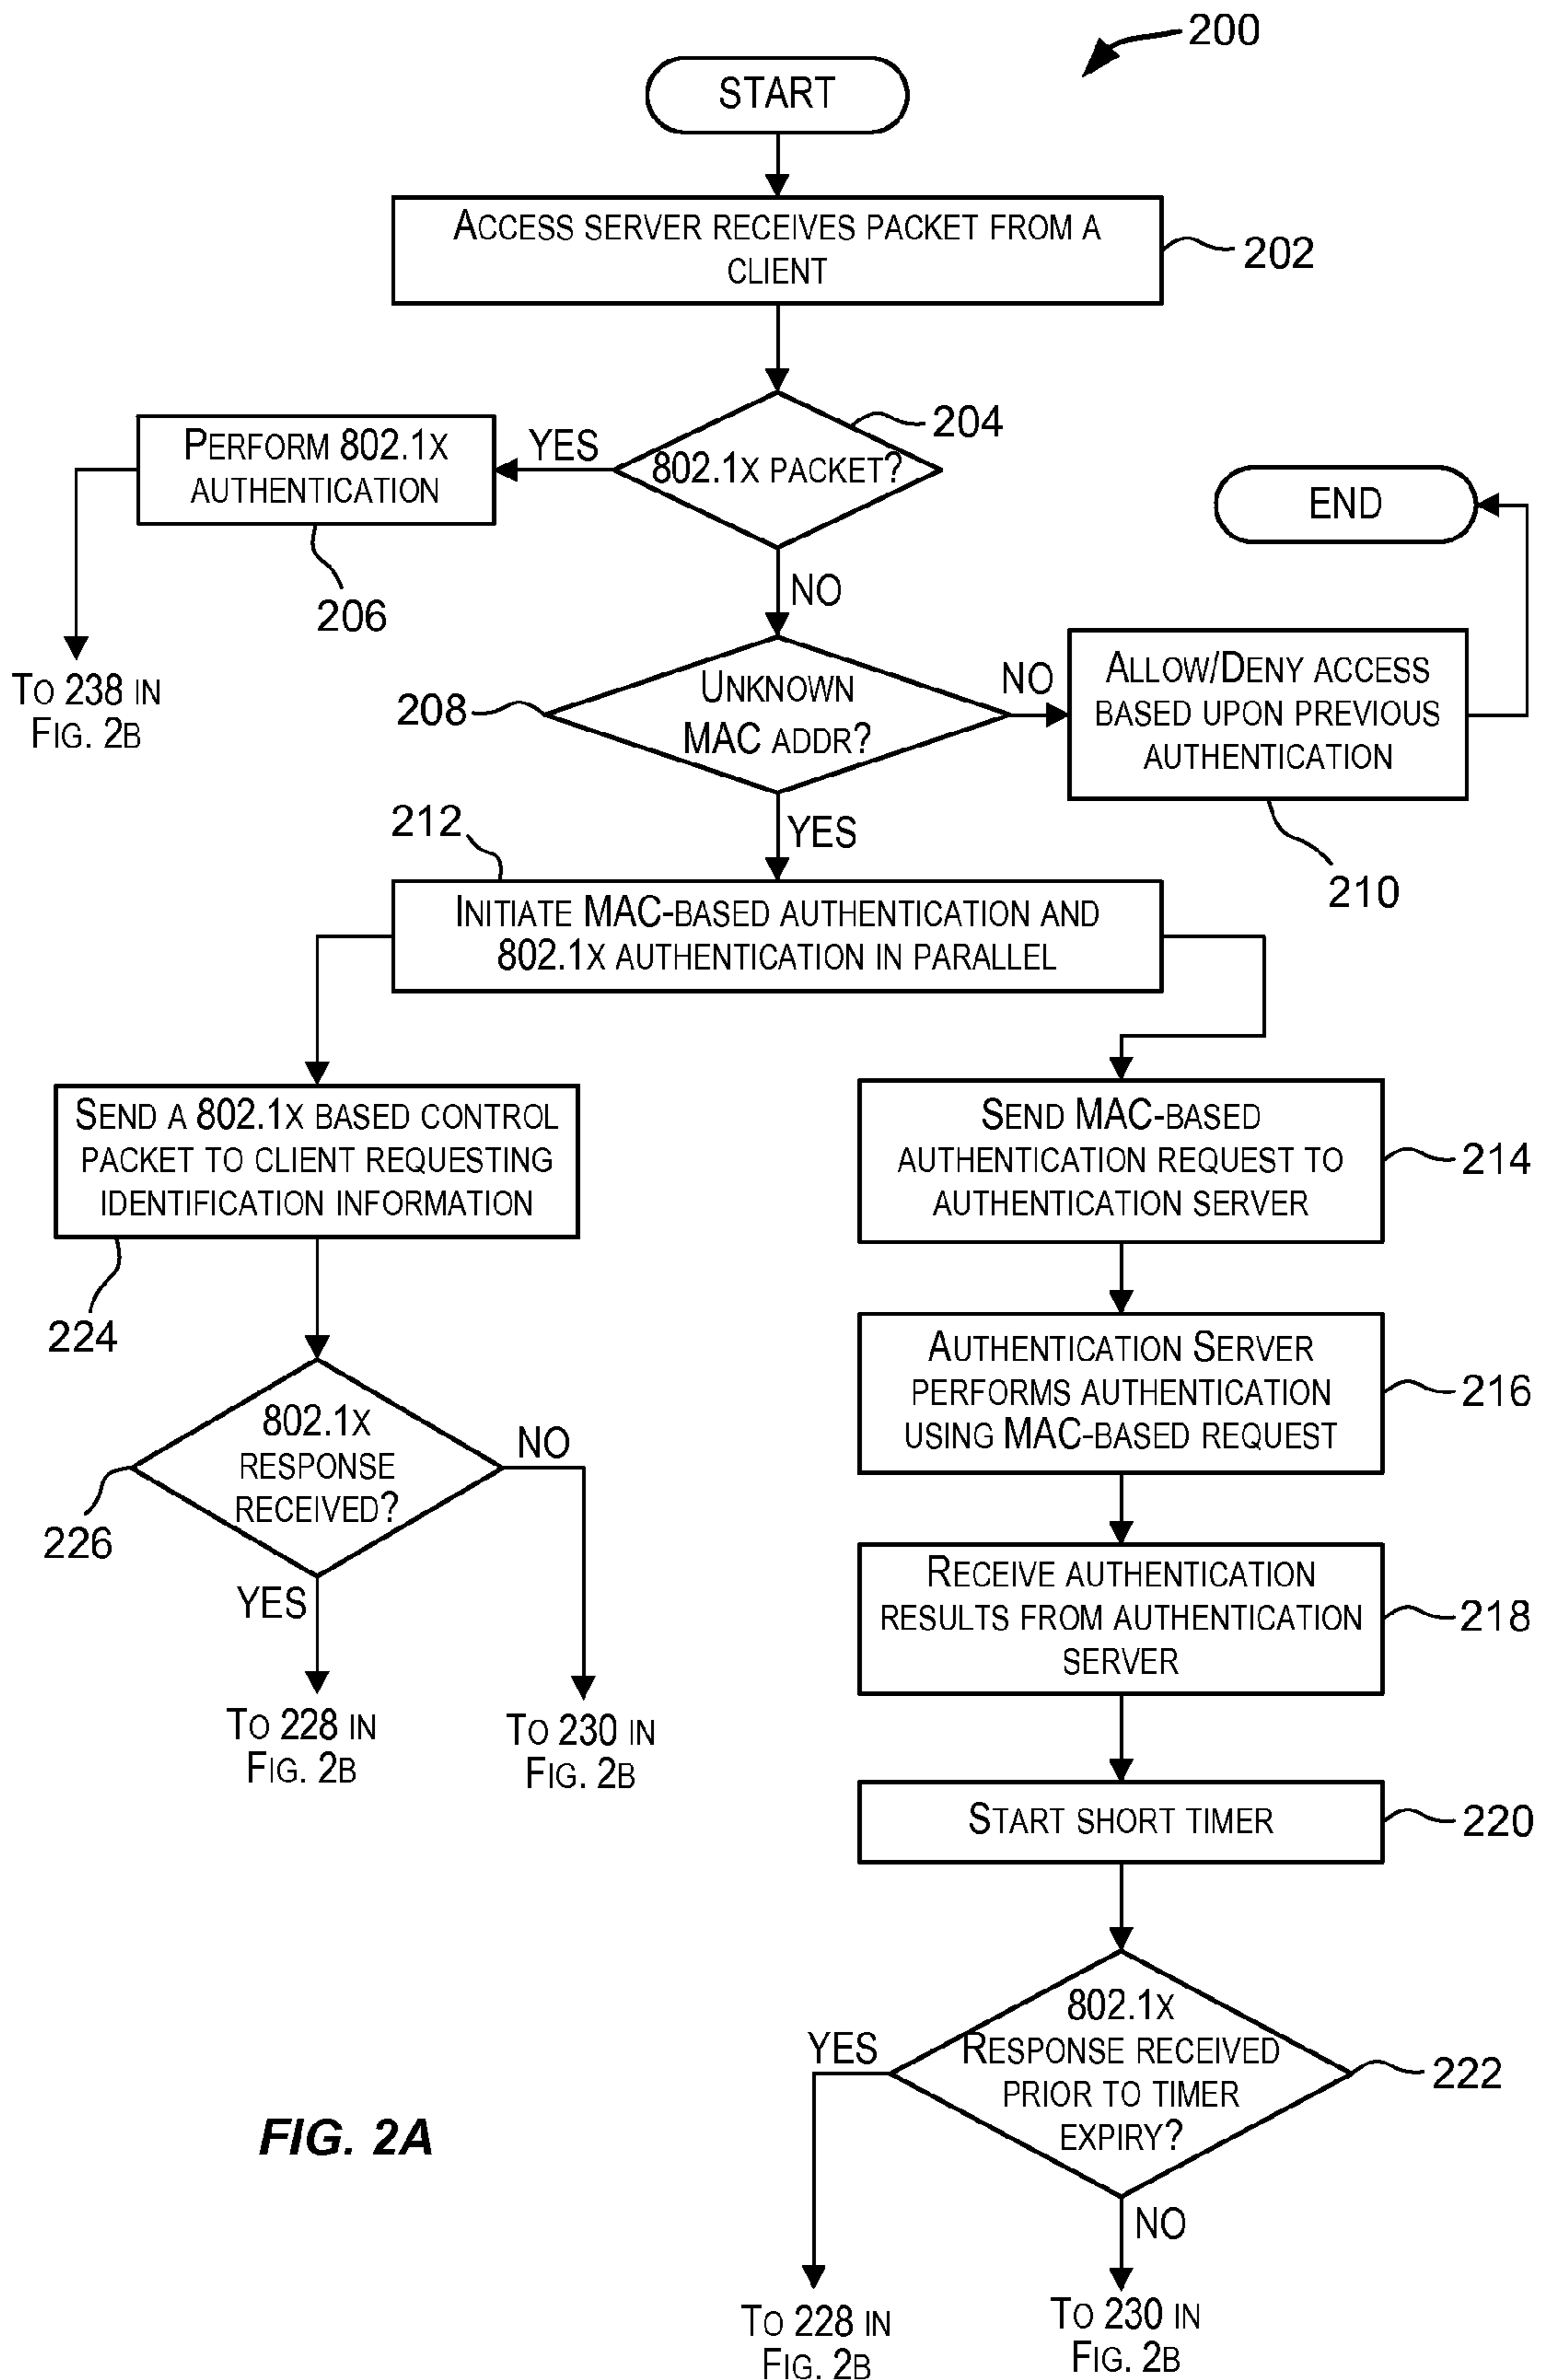 200
START
ACCESS SERVER RECEIVES PACKET FROM A
CLIENT
202
204
802.1X PACKET?
YES
PERFORM 802.1X
AUTHENTICATION
206
TO 238 IN
FIG. 2B
END
NO
208
UNKNOWN
MAC ADDR?
NO
ALLOW/DENY ACCESS
BASED UPON PREVIOUS
AUTHENTICATION
210
YES
212
INITIATE MAC-BASED AUTHENTICATION AND
802.1X AUTHENTICATION IN PARALLEL
SEND A 802.1X BASED CONTROL
PACKET TO CLIENT REQUESTING
IDENTIFICATION INFORMATION
224
802.1X
RESPONSE
RECEIVED?
226
NO
YES
TO 228 IN
FIG. 2B
TO 230 IN
FIG. 2B
SEND MAC-BASED
AUTHENTICATION REQUEST TO
AUTHENTICATION SERVER
214
AUTHENTICATION SERVER
PERFORMS AUTHENTICATION
USING MAC-BASED REQUEST
216
RECEIVE AUTHENTICATION
RESULTS FROM AUTHENTICATION
SERVER
218
START SHORT TIMER
220
802.1X
RESPONSE RECEIVED
PRIOR TO TIMER
EXPIRY?
222
YES
NO
TO 228 IN
FIG. 2B
TO 230 IN
FIG. 2B
FIG. 2A